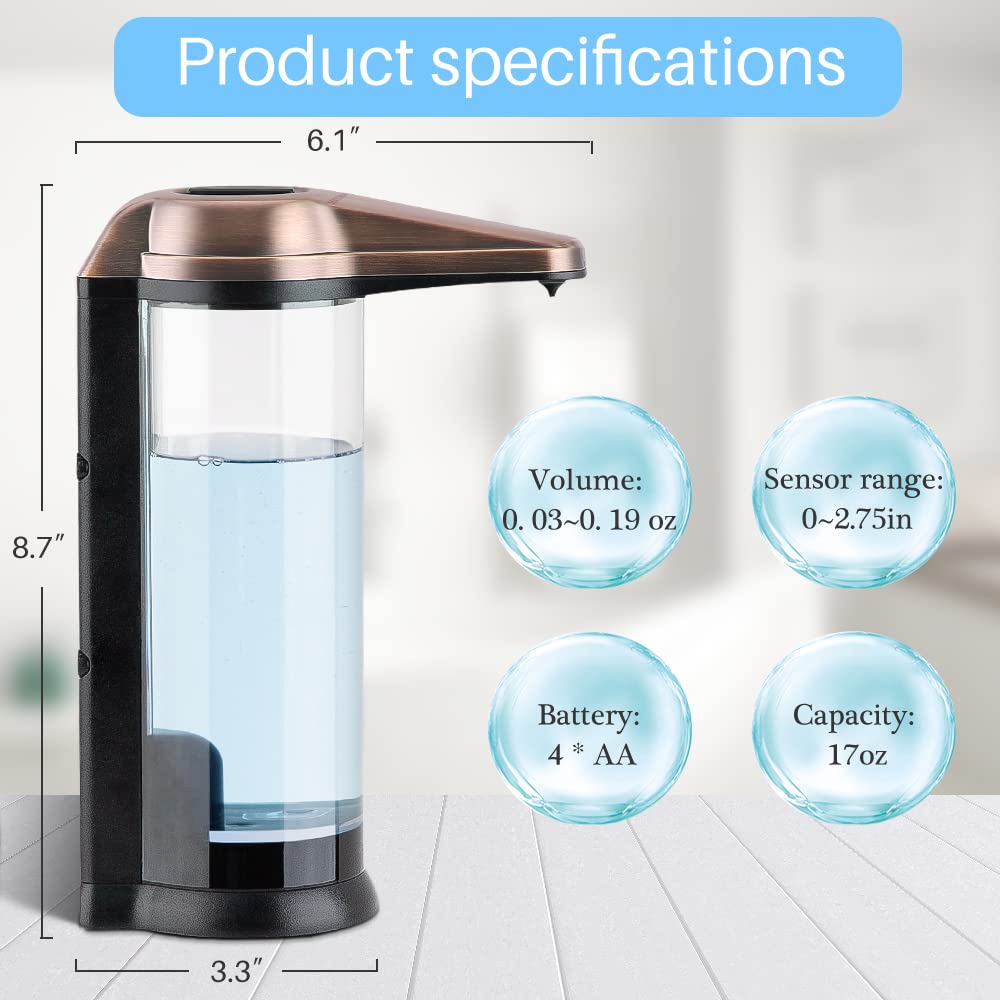 Product specifications
6.1"
8.7"
Volume:
0. 03~0. 19 oz
Sensor range:
0~2.75in
Battery:
4 * AA
Capacity:
17oz
3.3"